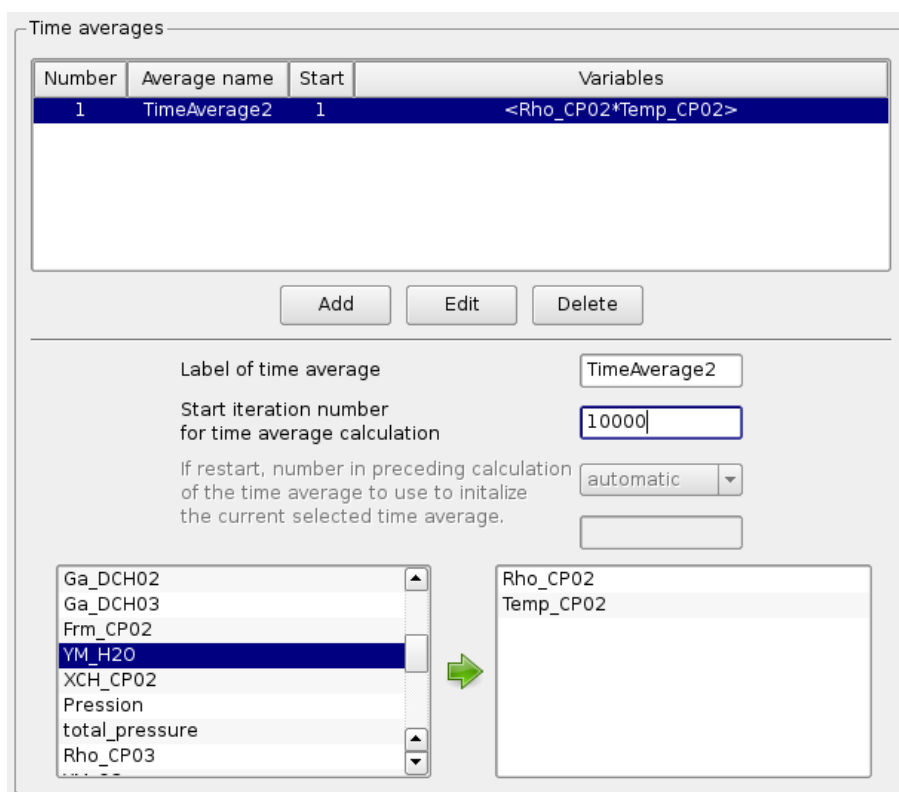 Time averages
Number Average name Start Variables
1 TimeAverage2 1 <Rho_CP02*Temp_CP02>
Add Edit Delete
Label of time average TimeAverage2
Start iteration number
for time average calculation 10000
If restart, number in preceding calculation
of the time average to use to initalize
the current selected time average.
automatic
Ga_DCH02
Ga_DCH03
Frm_CP02
YM_H2O
XCH_CP02
Pression
total_pressure
Rho_CP03
Rho_CP02
Temp_CP02